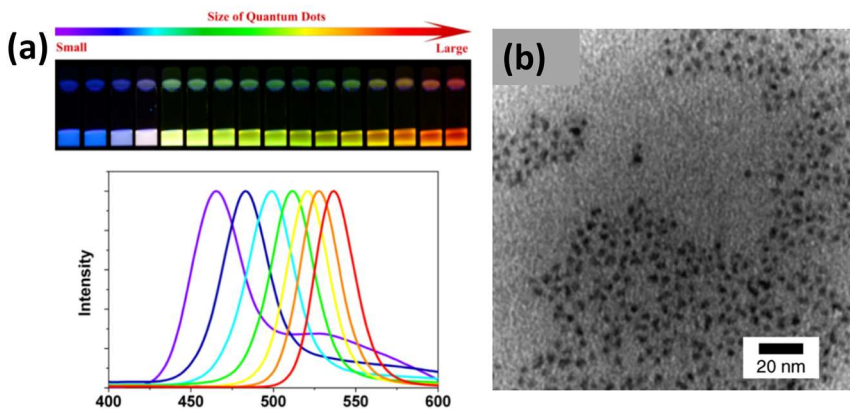 Size of Quantum Dots
(a)
Small
Large
Intensity
400
450
500
550
600
(b)
20 nm